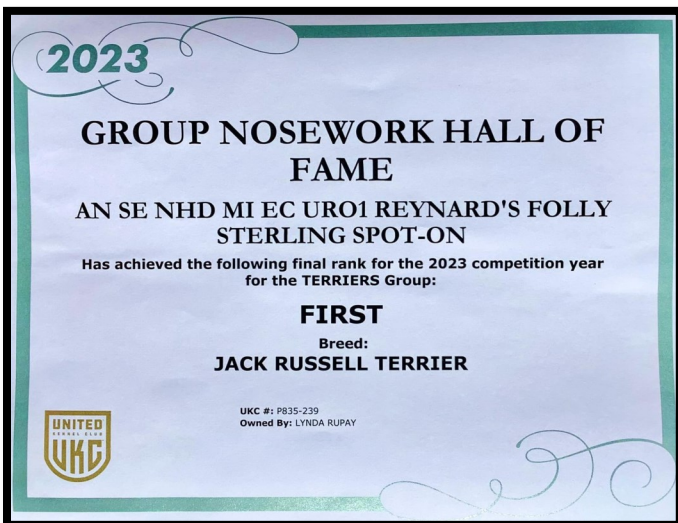 2023
GROUP NOSEWORK HALL OF
FAME
AN SE NHD MI EC URO1 REYNARD'S FOLLY
STERLING SPOT-ON
Has achieved the following final rank for the 2023 competition year
for the TERRIERS Group:
FIRST
Breed:
JACK RUSSELL TERRIER
UKC #: P835-239
Owned By: LYNDA RUPAY
UNITED
KENNEL CLUB
UKC